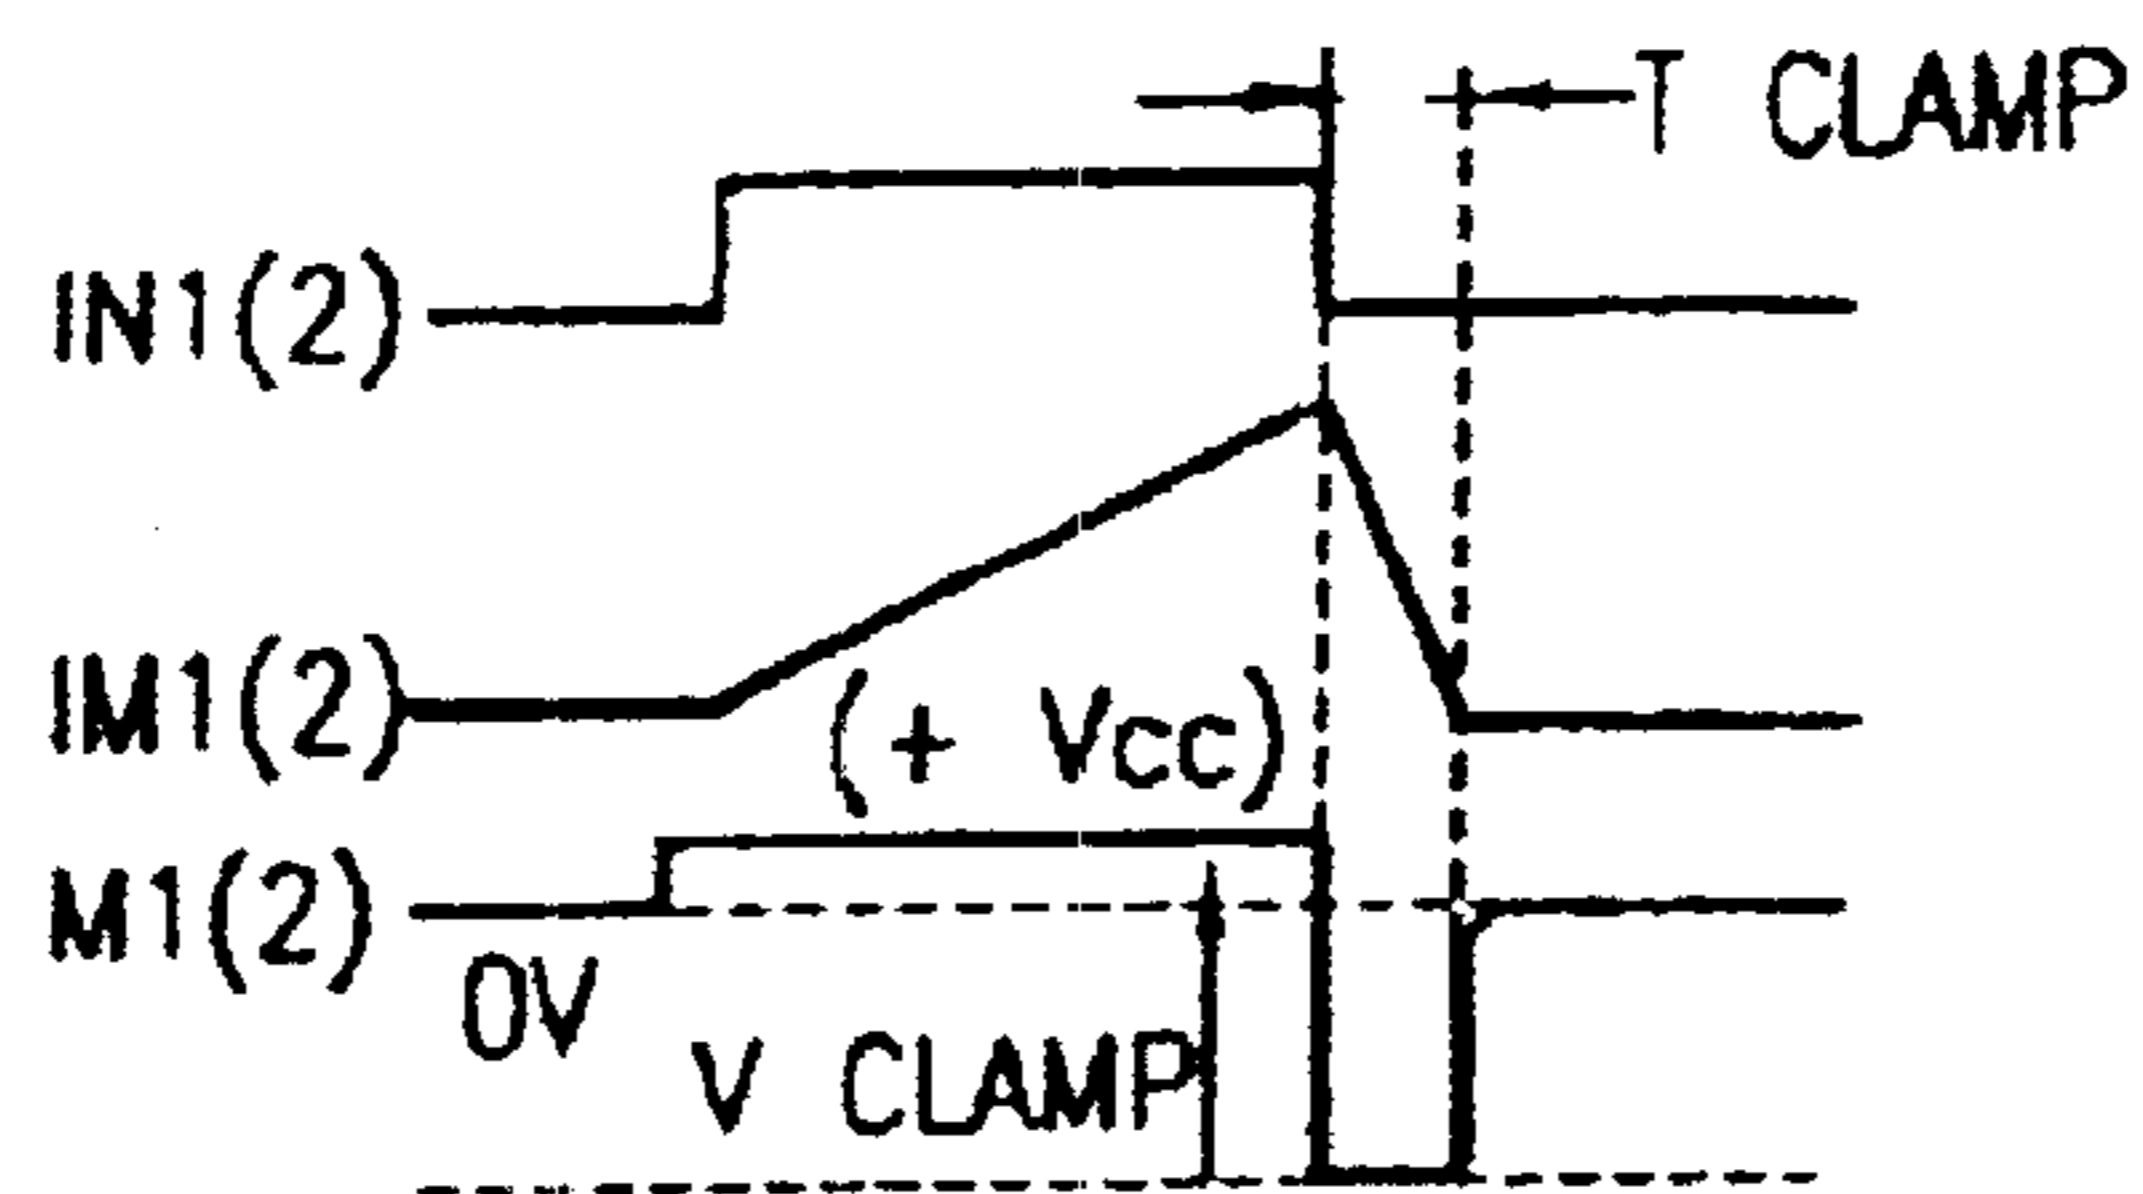 T CLAMP
IN1(2)
IM1(2)
(+ Vcc)
M1(2)
0V
V CLAMP